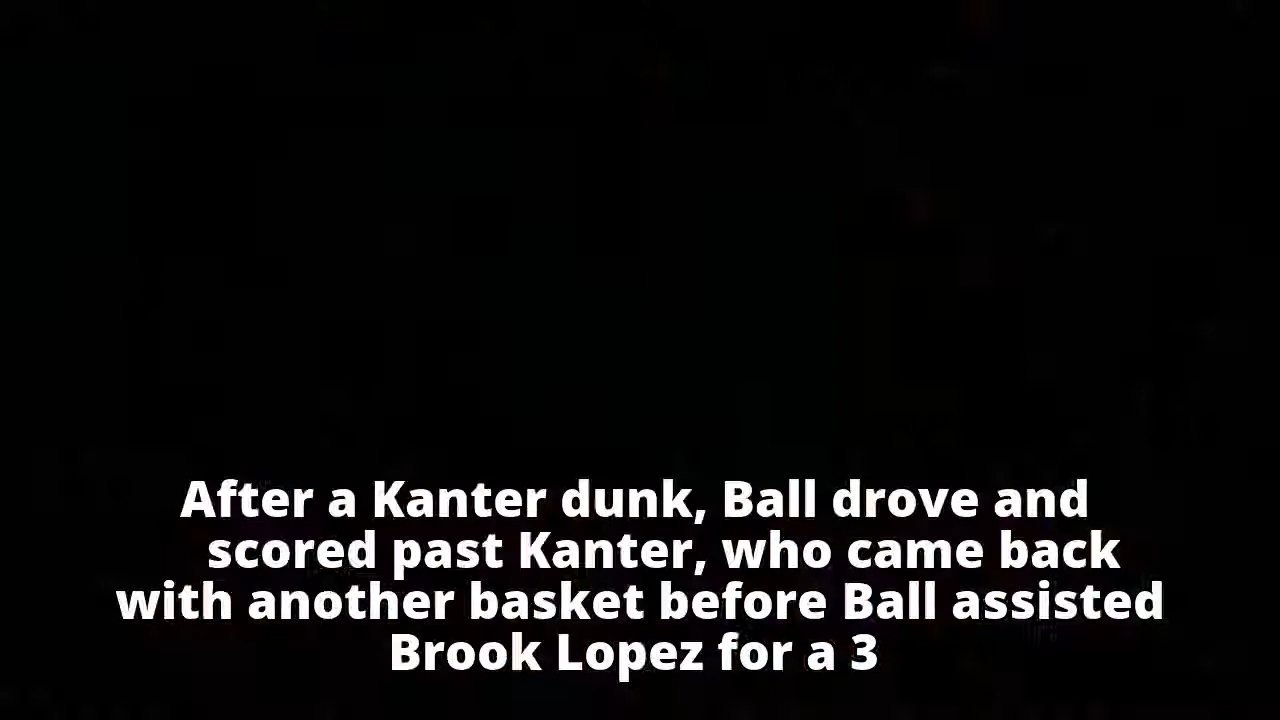 After a Kanter dunk, Ball drove and
scored past Kanter, who came back
with another basket before Ball assisted
Brook Lopez for a 3